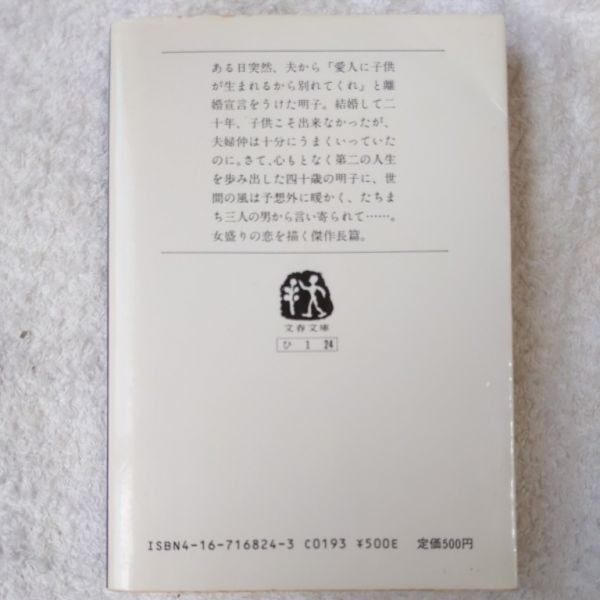 ある日突然、夫から「愛人に子供
が生まれるから別れてくれ」と離
婚宣言をうけた明子。結婚して二
十年、子供こそ出来なかったが、
夫婦仲は十分にうまくいっていた
のに。さて、心もとなく第二の人生
を歩み出した四十歳の明子に、世
間の風は予想外に暖かく、たちま
ち三人の男から言い寄られて……。
女盛りの恋を描く傑作長篇。
文春文庫
ひ 1 24
ISBN4-16-716824-3 C0193 ¥500E 定価500円